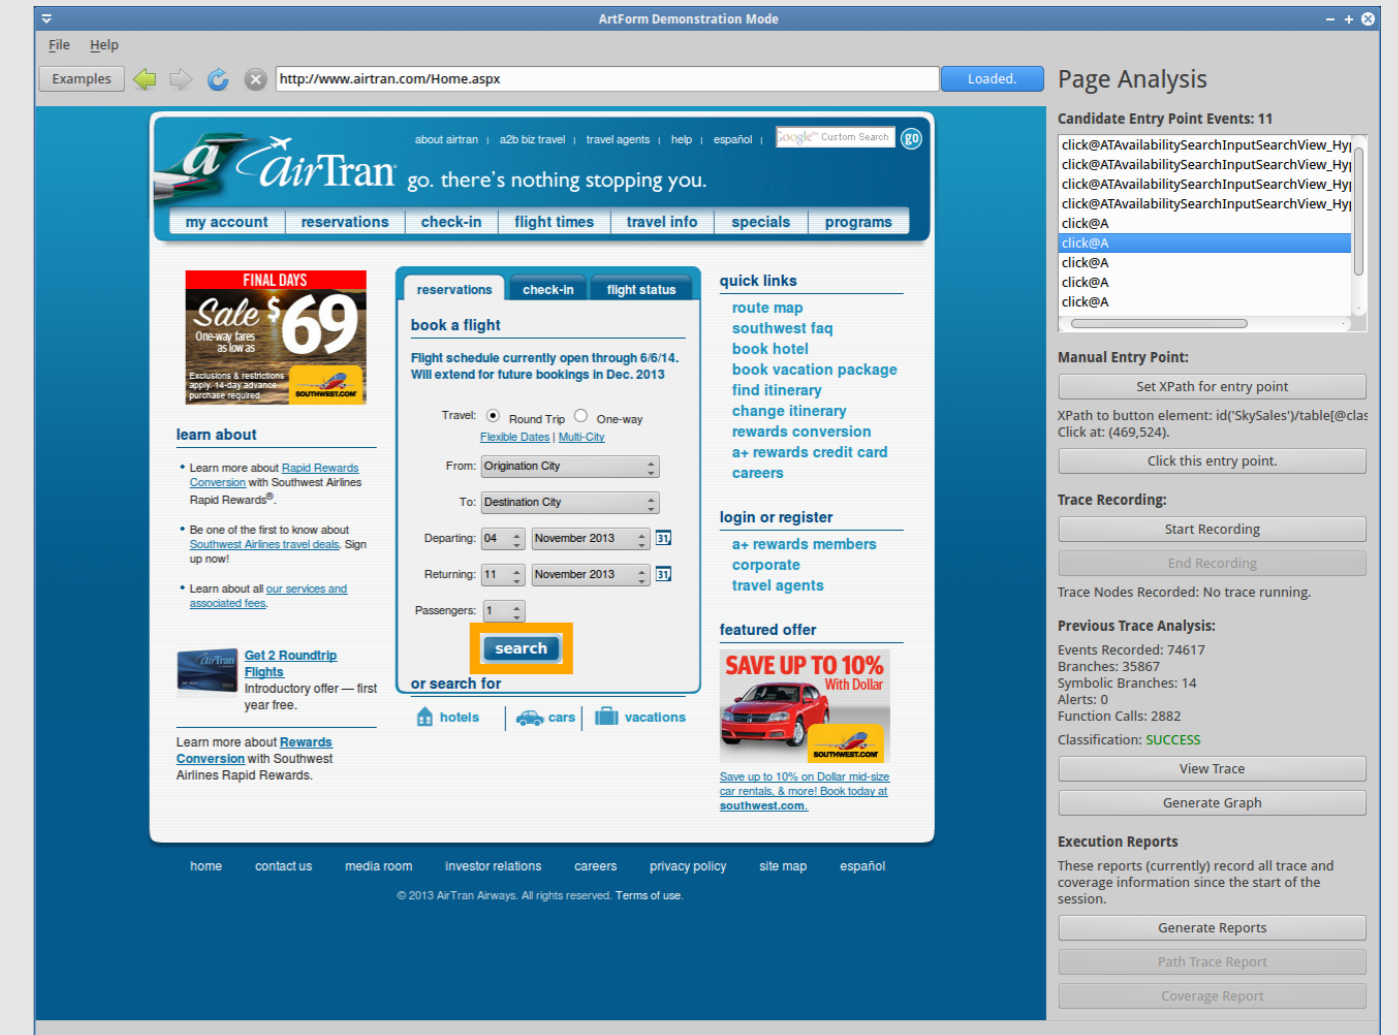 ArtForm Demonstration Mode
File Help
Examples
http://www.airtran.com/Home.aspx
Loaded.
about airtran | a2b biz travel | travel agents | help | español |
Google™ Custom Search
go
a
airTran
go. there's nothing stopping you.
my account reservations check-in flight times travel info specials programs
FINAL DAYS
Sale $69
One-way fares
as low as
Exclusions & restrictions
apply. 14-day advance
purchase required.
SOUTHWEST.COM
learn about
• Learn more about Rapid Rewards
Conversion with Southwest Airlines
Rapid Rewards®.
• Be one of the first to know about
Southwest Airlines travel deals. Sign
up now!
• Learn about all our services and
associated fees.
airTran
Get 2 Roundtrip
Flights
Introductory offer — first
year free.
Learn more about Rewards
Conversion with Southwest
Airlines Rapid Rewards.
reservations check-in flight status
book a flight
Flight schedule currently open through 6/6/14.
Will extend for future bookings in Dec. 2013
Travel: Round Trip One-way
Flexible Dates | Multi-City
From: Origination City
To: Destination City
Departing: 04 November 2013 31
Returning: 11 November 2013 31
Passengers: 1
search
or search for
hotels cars vacations
quick links
route map
southwest faq
book hotel
book vacation package
find itinerary
change itinerary
rewards conversion
a+ rewards credit card
careers
login or register
a+ rewards members
corporate
travel agents
featured offer
SAVE UP TO 10%
With Dollar
SOUTHWEST.COM
Save up to 10% on Dollar mid-size
car rentals, & more! Book today at
southwest.com.
home contact us media room investor relations careers privacy policy site map español
© 2013 AirTran Airways. All rights reserved. Terms of use.
Page Analysis
Candidate Entry Point Events: 11
click@ATAvailabilitySearchInputSearchView_Hyp
click@ATAvailabilitySearchInputSearchView_Hyp
click@ATAvailabilitySearchInputSearchView_Hyp
click@ATAvailabilitySearchInputSearchView_Hyp
click@A
click@A
click@A
click@A
click@A
Manual Entry Point:
Set XPath for entry point
XPath to button element: id('SkySales')/table[@clas
Click at: (469,524).
Click this entry point.
Trace Recording:
Start Recording
End Recording
Trace Nodes Recorded: No trace running.
Previous Trace Analysis:
Events Recorded: 74617
Branches: 35867
Symbolic Branches: 14
Alerts: 0
Function Calls: 2882
Classification: SUCCESS
View Trace
Generate Graph
Execution Reports
These reports (currently) record all trace and
coverage information since the start of the
session.
Generate Reports
Path Trace Report
Coverage Report